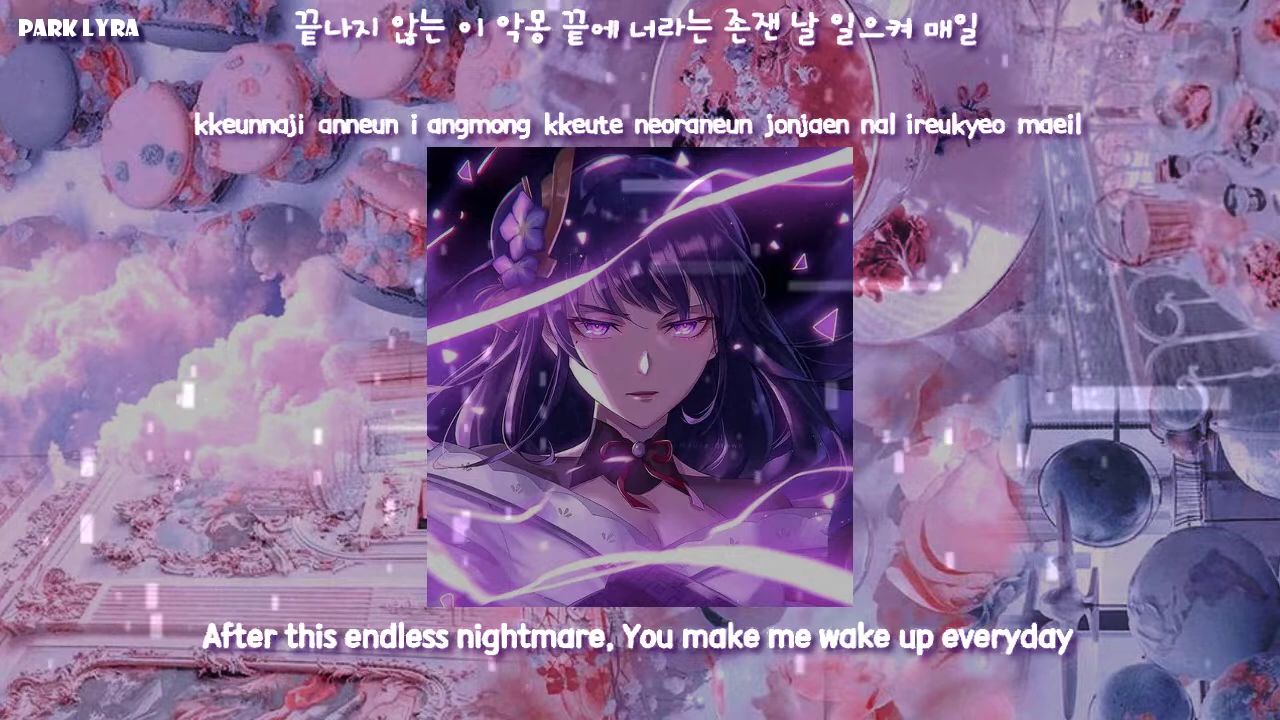 PARK LYRA
끝나지 않는 이 악몽 끝에 너라는 존잰 날 일으켜 매일
kkeunnaji anneun i angmong kkeute neoraneun jonjaen nal ireukyeo maeil
After this endless nightmare, You make me wake up everyday